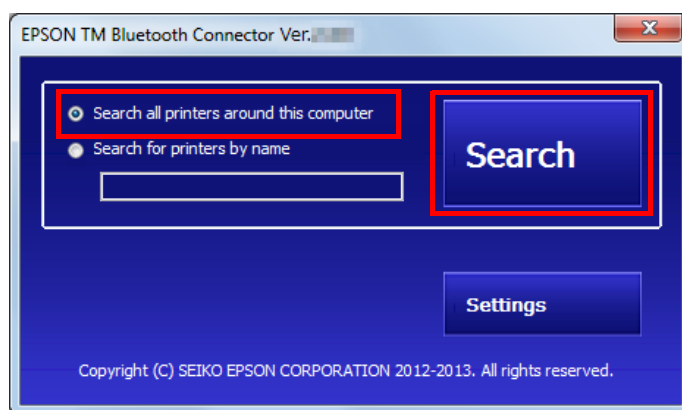 EPSON TM Bluetooth Connector Ver.
Search all printers around this computer
Search for printers by name
Search
Settings
Copyright (C) SEIKO EPSON CORPORATION 2012-2013. All rights reserved.